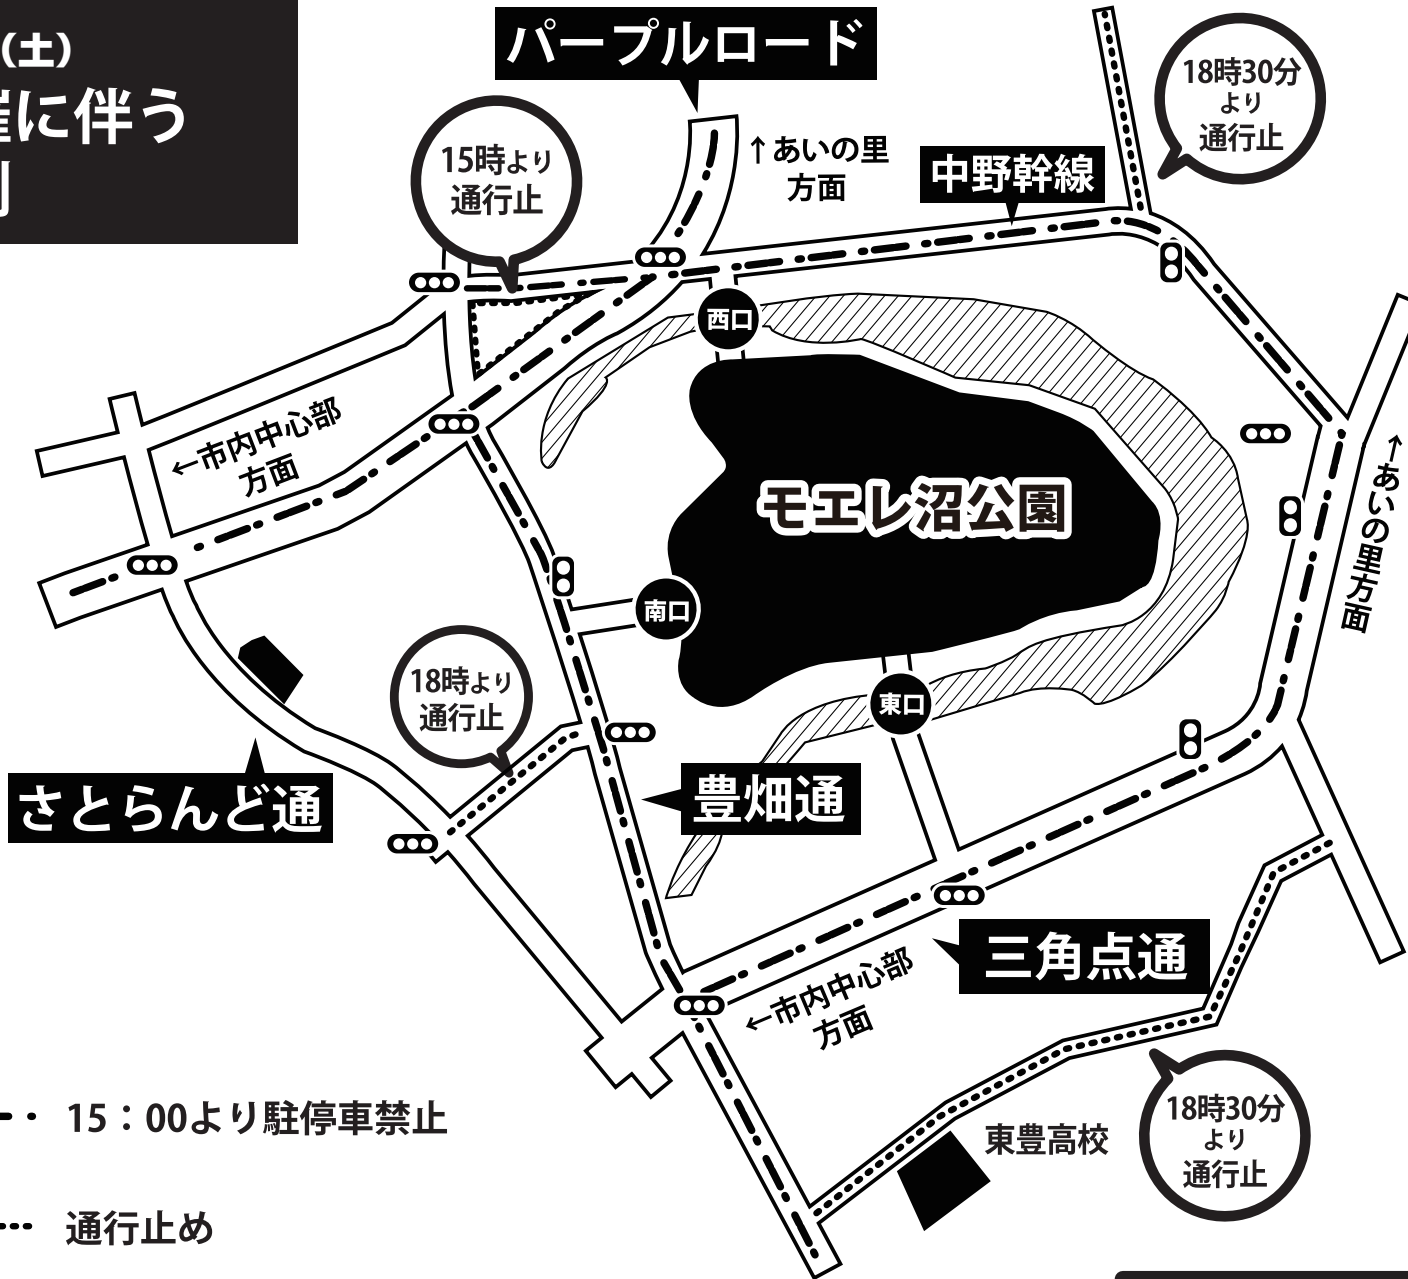 (土)
に伴う
パープルロード
18時30分
より
通行止
15時より
通行止
↑あいの里
方面
中野幹線
西口
←市内中心部
方面
モエレ沼公園
↑あいの里方面
南口
18時より
通行止
東口
さとらんど通
豊畑通
三角点通
←市内中心部
方面
15：00より駐停車禁止
東豊高校
18時30分
より
通行止
通行止め